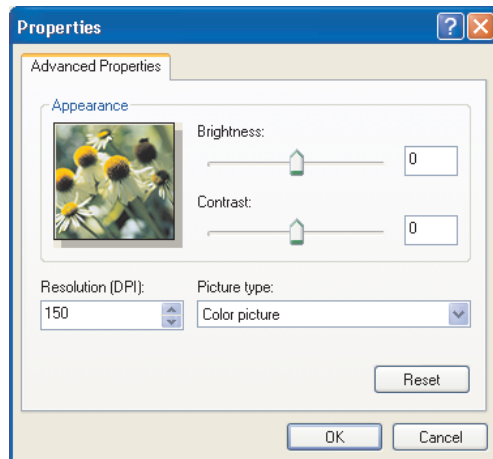 Properties
Advanced Properties
Appearance
Brightness:
0
Contrast:
0
Resolution (DPI):
150
Picture type:
Color picture
Reset
OK
Cancel